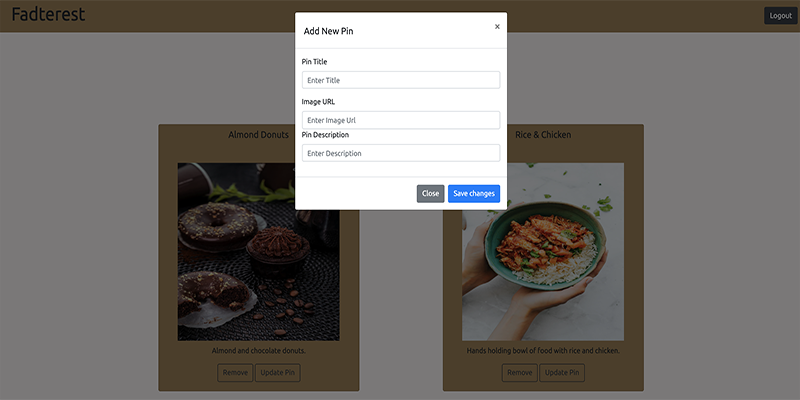 Fadterest
Logout
Add New Pin
×
Pin Title
Enter Title
Image URL
Enter Image Url
Pin Description
Enter Description
Close
Save changes
Almond Donuts
Almond and chocolate donuts.
Remove
Update Pin
Rice & Chicken
Hands holding bowl of food with rice and chicken.
Remove
Update Pin